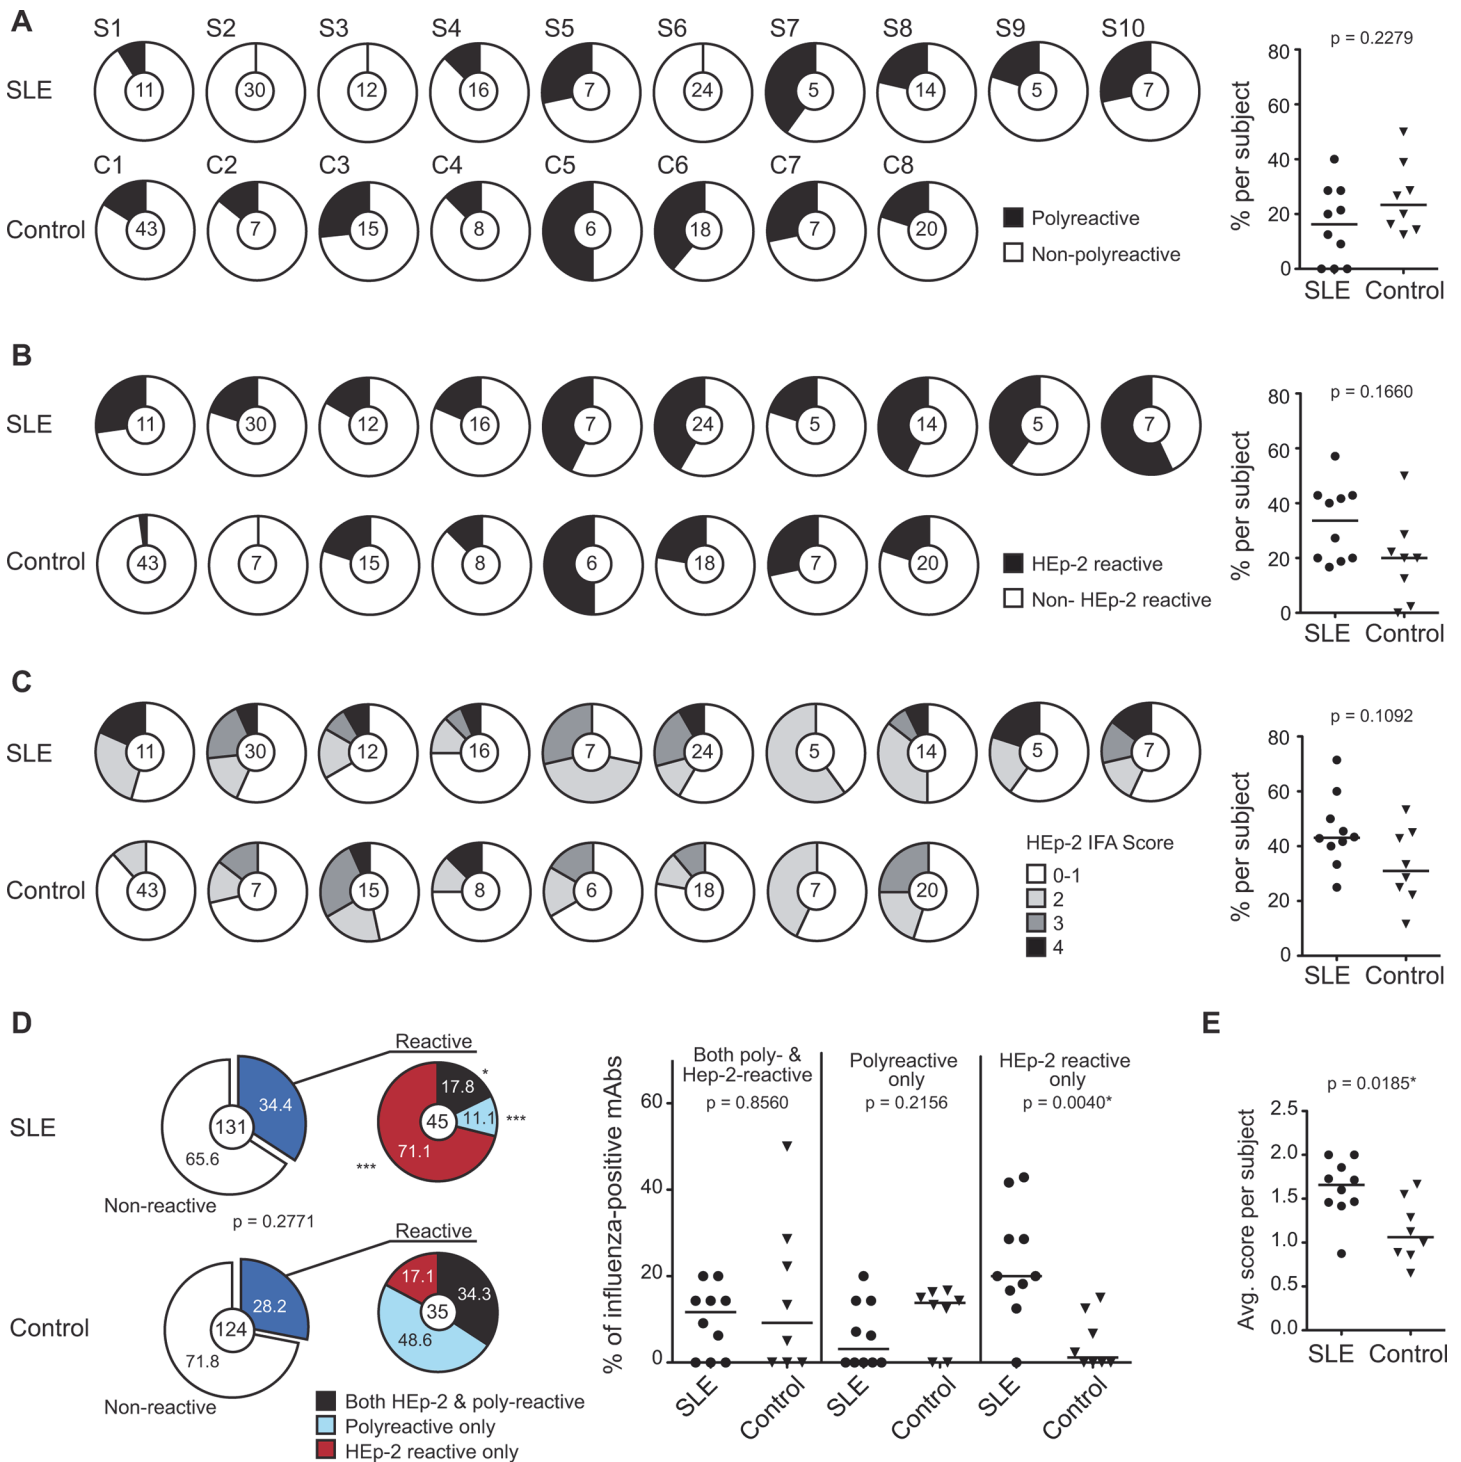 A
S1 S2 S3 S4 S5 S6 S7 S8 S9 S10
SLE
11 30 12 16 7 24 5 14 5 7
C1 C2 C3 C4 C5 C6 C7 C8
Control
43 7 15 8 6 18 7 20
Polyreactive
Non-polyreactive
p = 0.2279
% per subject
80
60
40
20
0
SLE Control
B
SLE
11 30 12 16 7 24 5 14 5 7
Control
43 7 15 8 6 18 7 20
HEp-2 reactive
Non- HEp-2 reactive
p = 0.1660
% per subject
80
60
40
20
0
SLE Control
C
SLE
11 30 12 16 7 24 5 14 5 7
Control
43 7 15 8 6 18 7 20
HEp-2 IFA Score
0-1
2
3
4
p = 0.1092
% per subject
80
60
40
20
0
SLE Control
D
SLE
Reactive
34.4
131
65.6
Non-reactive
17.8 *
11.1 ***
45
71.1
***
p = 0.2771
Control
Reactive
28.2
124
71.8
Non-reactive
17.1
34.3
35
48.6
Both HEp-2 & poly-reactive
Polyreactive only
HEp-2 reactive only
% of influenza-positive mAbs
60
40
20
0
Both poly- &
Hep-2-reactive
p = 0.8560
Polyreactive
only
p = 0.2156
HEp-2 reactive
only
p = 0.0040*
SLE Control SLE Control SLE Control
E
p = 0.0185*
Avg. score per subject
2.5
2.0
1.5
1.0
0.5
0.0
SLE Control